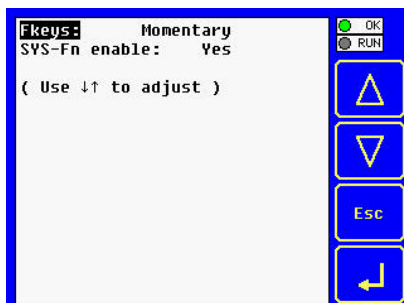 Fkeys: Momentary
SYS-Fn enable: Yes
( Use ↓↑ to adjust )
OK
RUN
Esc